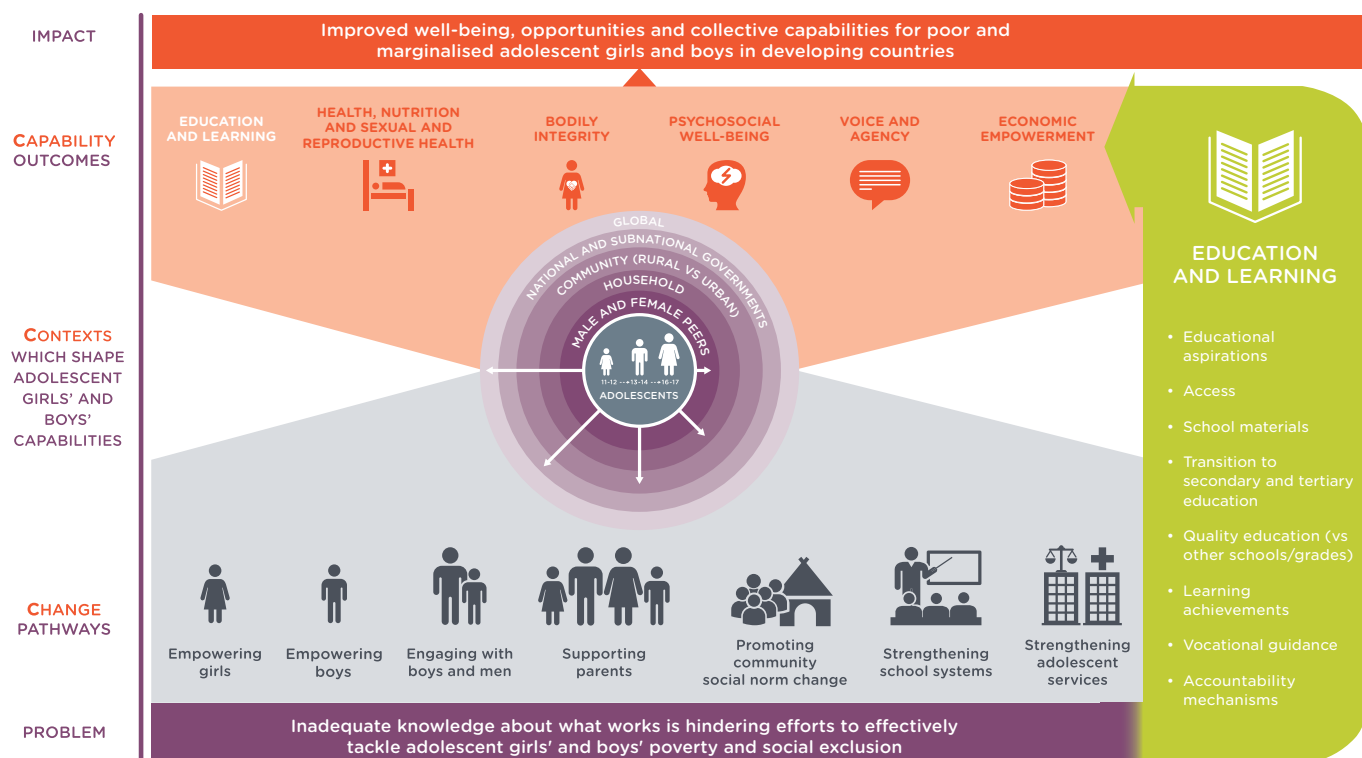 IMPACT
Improved well-being, opportunities and collective capabilities for poor and
marginalised adolescent girls and boys in developing countries
CAPABILITY
OUTCOMES
EDUCATION
AND LEARNING
HEALTH, NUTRITION
AND SEXUAL AND
REPRODUCTIVE HEALTH
BODILY
INTEGRITY
PSYCHOSOCIAL
WELL-BEING
VOICE AND
AGENCY
ECONOMIC
EMPOWERMENT
CONTEXTS
WHICH SHAPE
ADOLESCENT
GIRLS’ AND
BOYS’
CAPABILITIES
GLOBAL
NATIONAL AND SUBNATIONAL GOVERNMENTS
COMMUNITY (RURAL VS URBAN)
HOUSEHOLD
MALE AND FEMALE PEERS
11-12 --→13-14 --→16-17
ADOLESCENTS
CHANGE
PATHWAYS
Empowering
girls
Empowering
boys
Engaging with
boys and men
Supporting
parents
Promoting
community
social norm change
Strengthening
school systems
Strengthening
adolescent
services
PROBLEM
Inadequate knowledge about what works is hindering efforts to effectively
tackle adolescent girls' and boys' poverty and social exclusion
EDUCATION
AND LEARNING
• Educational
aspirations
• Access
• School materials
• Transition to
secondary and tertiary
education
• Quality education (vs
other schools/grades)
• Learning
achievements
• Vocational guidance
• Accountability
mechanisms